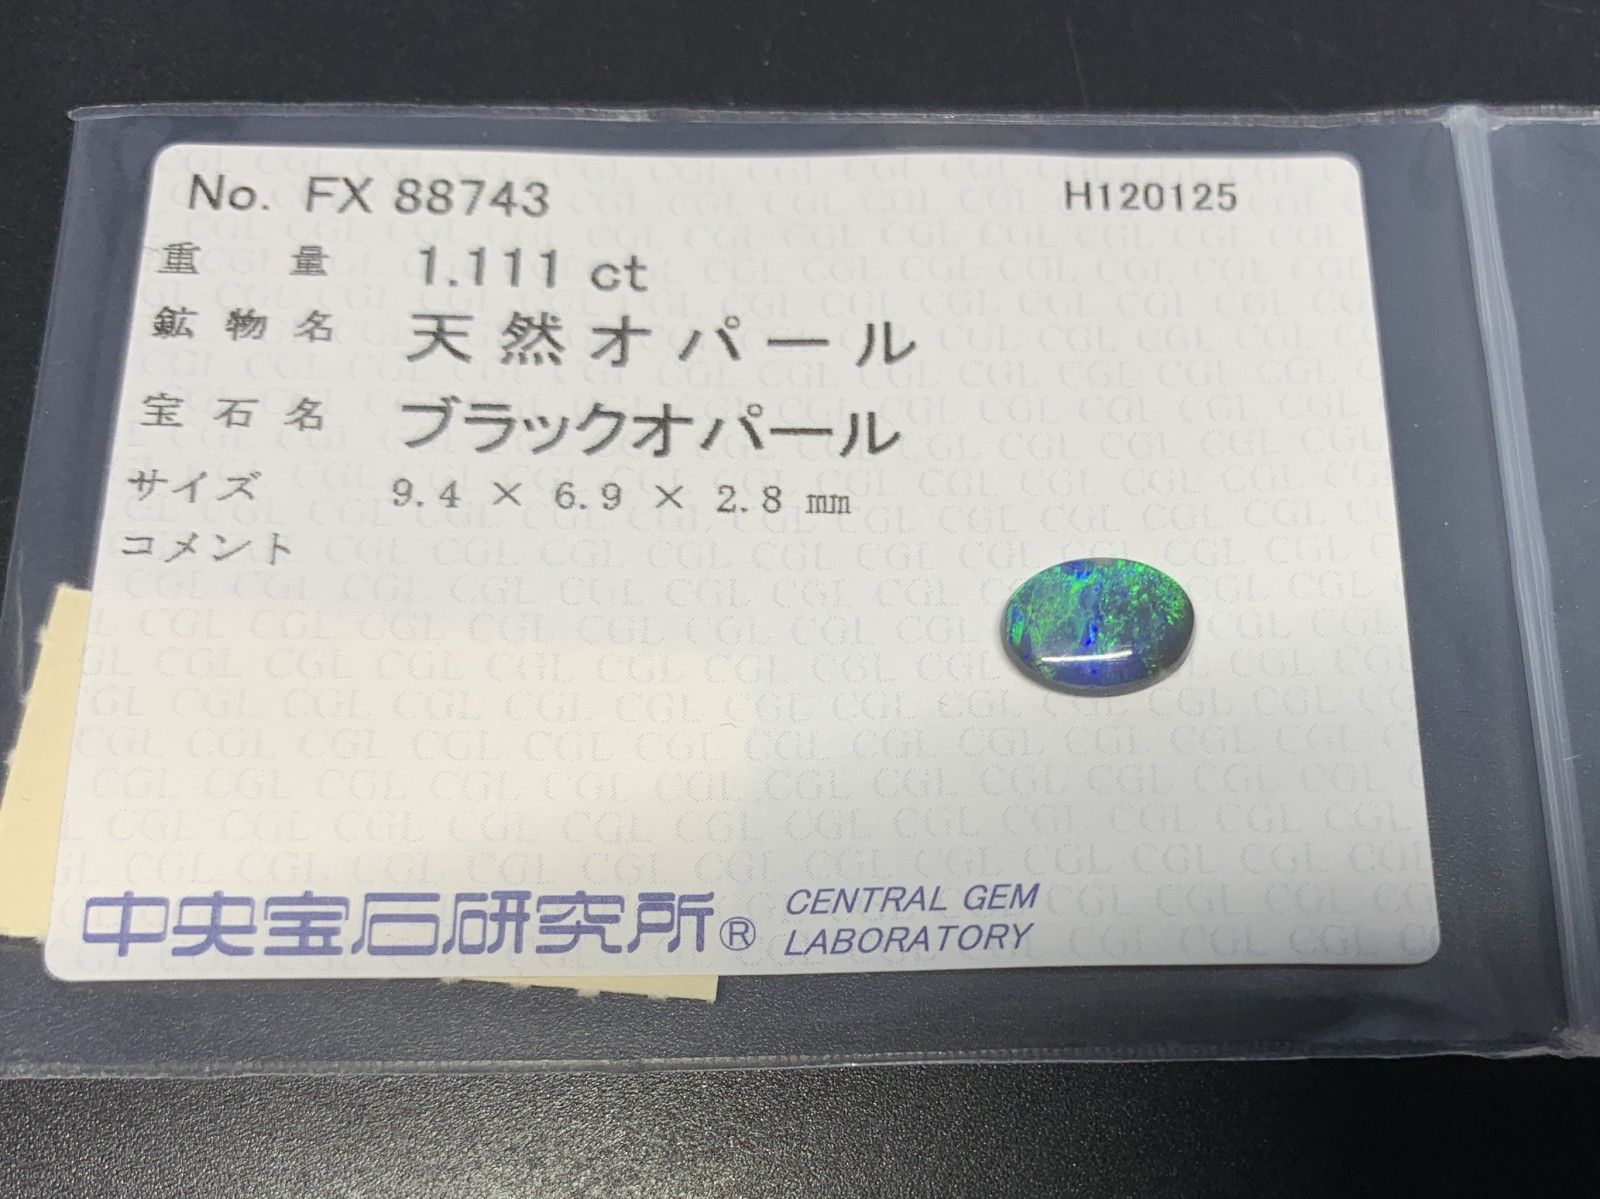 No. FX 88743 H120125
重量 1.111 ct
鉱物名 天然オパール
宝石名 ブラックオパール
サイズ 9.4 × 6.9 × 2.8 ㎜
コメント
中央宝石研究所® CENTRAL GEM
LABORATORY